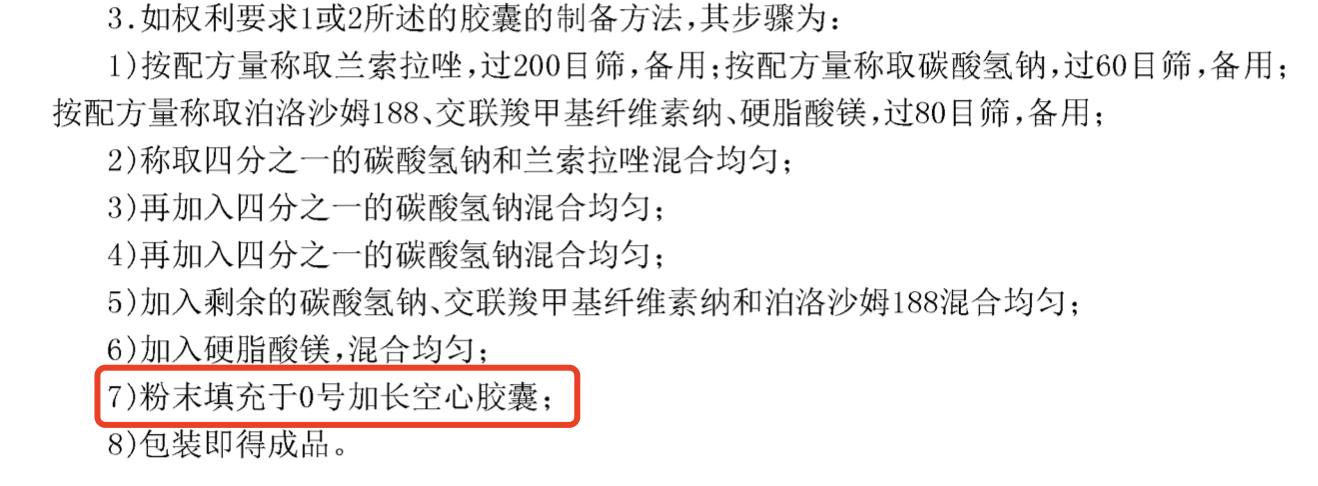 3.如权利要求1或2所述的胶囊的制备方法,其步骤为:
1)按配方量称取兰索拉唑,过200目筛,备用;按配方量称取碳酸氢钠,过60目筛,备用;
按配方量称取泊洛沙姆188、交联羧甲基纤维素纳、硬脂酸镁,过80目筛,备用;
2)称取四分之一的碳酸氢钠和兰索拉唑混合均匀;
3)再加入四分之一的碳酸氢钠混合均匀;
4)再加入四分之一的碳酸氢钠混合均匀;
5)加入剩余的碳酸氢钠、交联羧甲基纤维素纳和泊洛沙姆188混合均匀;
6)加入硬脂酸镁,混合均匀;
7)粉末填充于0号加长空心胶囊;
8)包装即得成品。